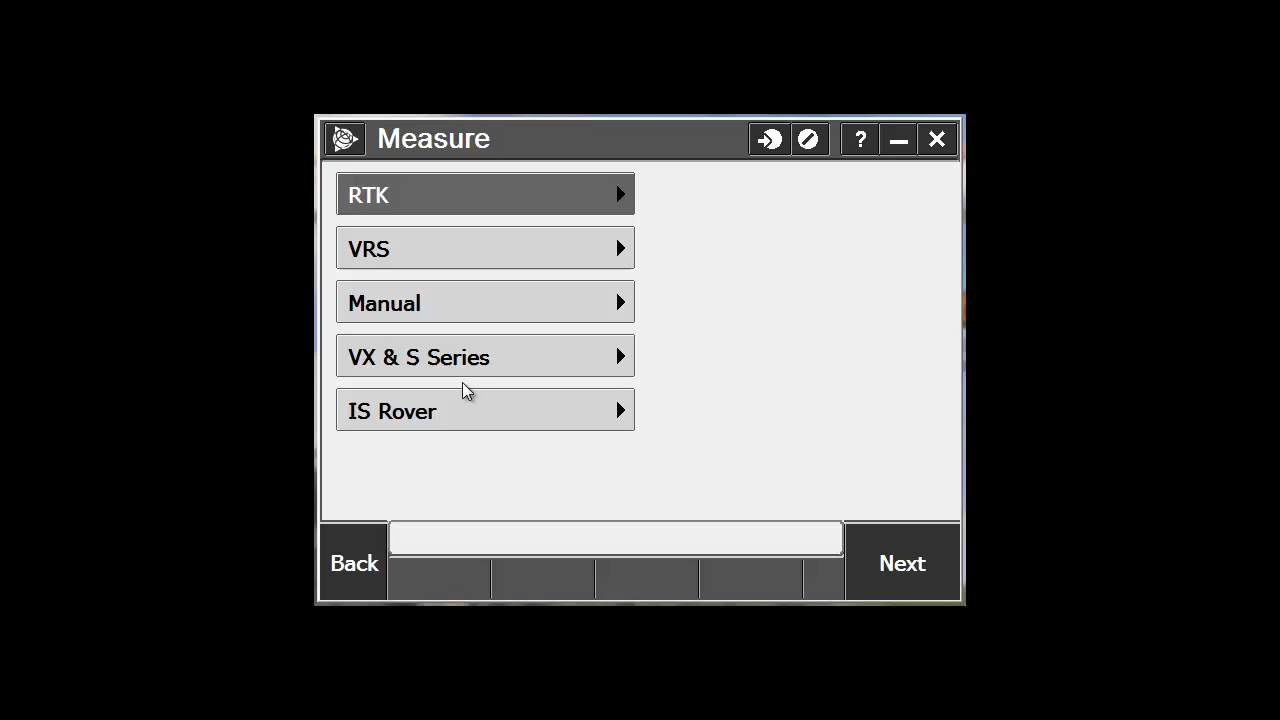 Measure
?
RTK
VRS
Manual
VX & S Series
IS Rover
Back
Next